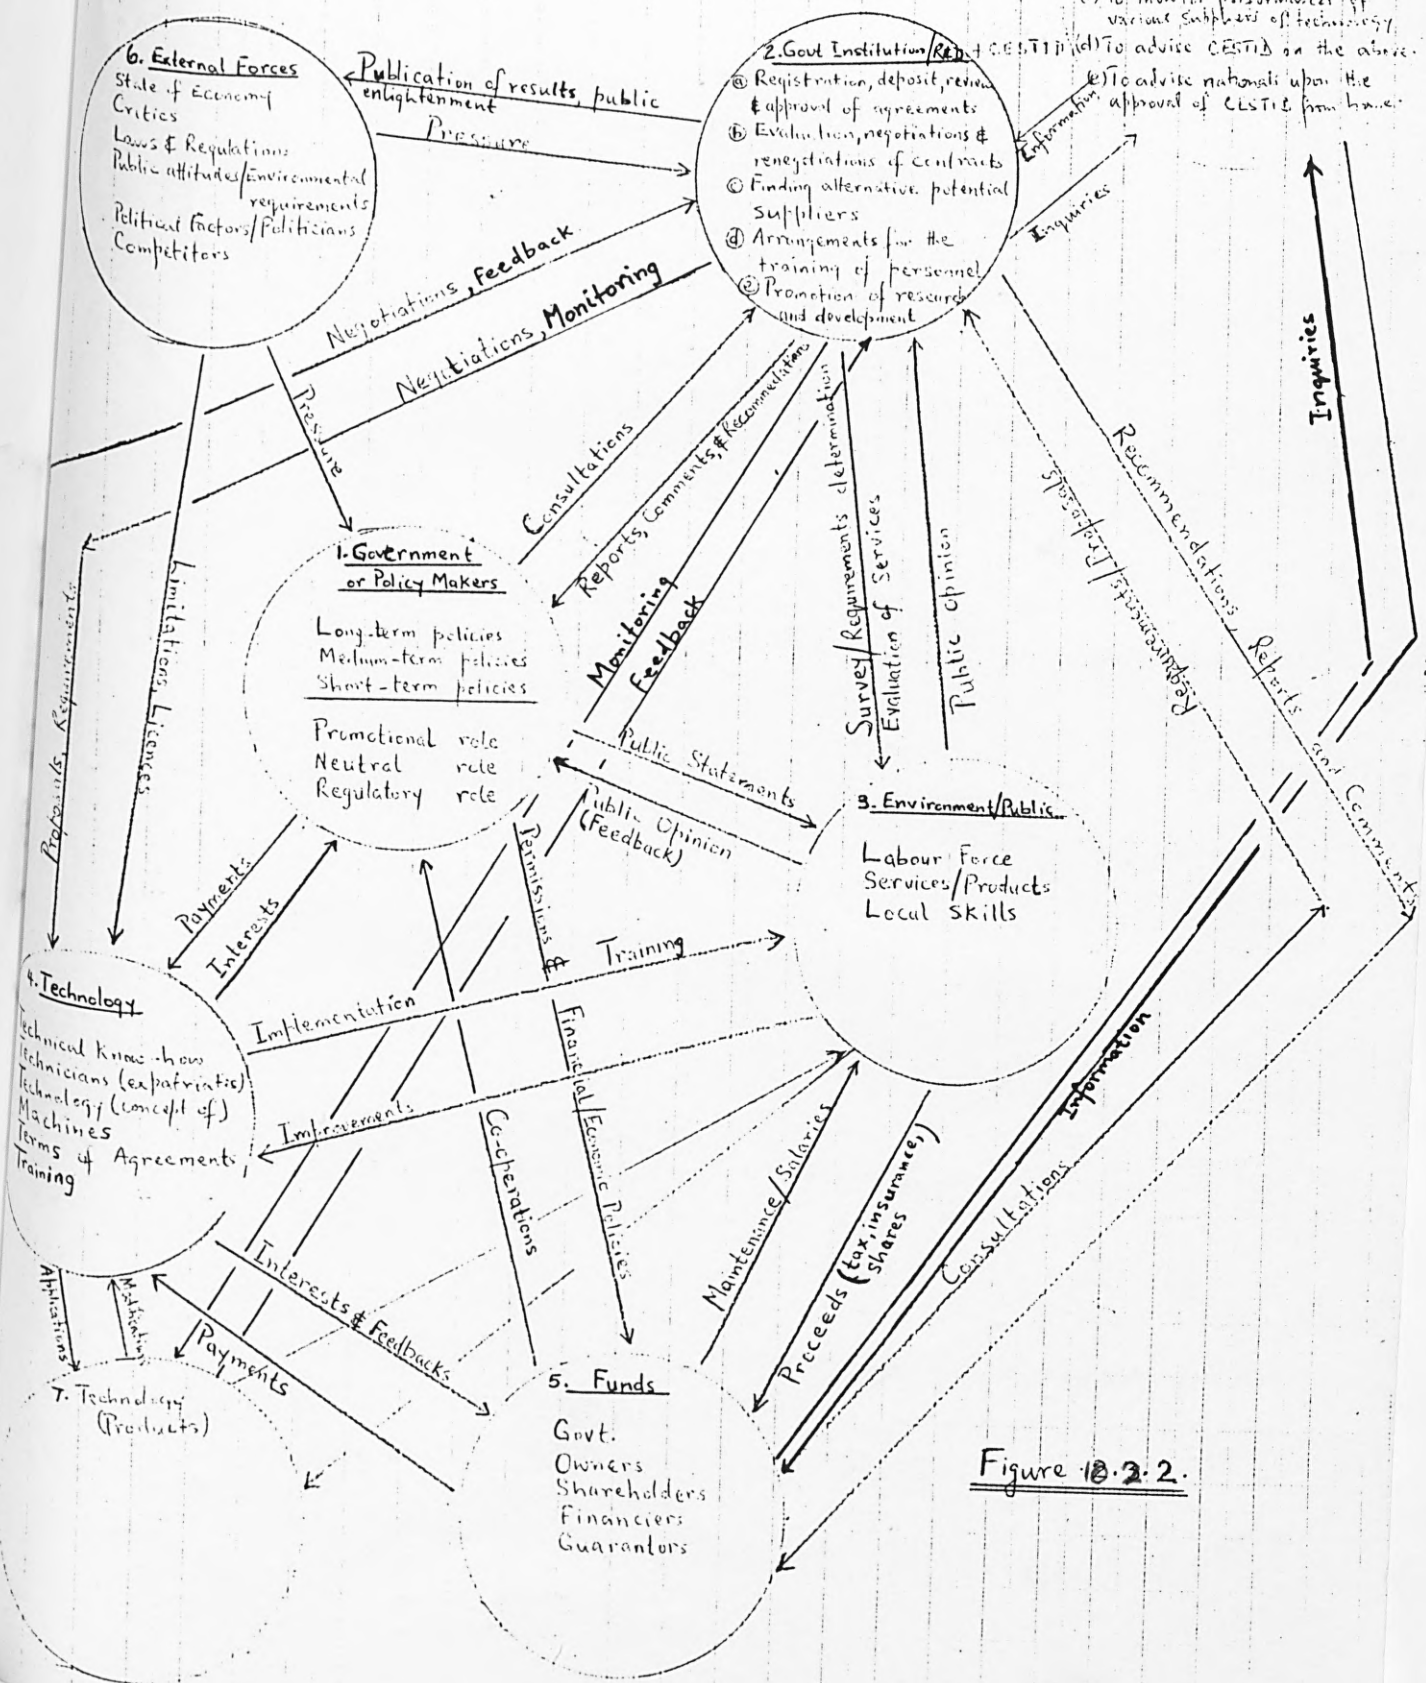 various Suppliers of technology
(d) To advise CESTID on the above.
(e) To advise nationals upon the
approval of CESTID from
6. External Forces
State of Economy
Critics
Laws & Regulations
Public attitudes/Environmental
requirements
Political Factors/Politicians
Competitors
Publication of results, public
enlightenment
Pressure
2. Govt Institution/R&D + CESTID
ⓐ Registration, deposit, review
& approval of agreements
ⓑ Evaluation, negotiations &
renegotiations of contracts
ⓒ Finding alternative potential
suppliers
ⓓ Arrangements for the
training of personnel
ⓔ Promotion of research
and development
Information
Inquiries
Inquiries
Negotiations, Feedback
Negotiations, Monitoring
Pressure
Consultations
Reports, Comments, & Recommendations
Monitoring
Feedback
Survey/Requirements determination
Evaluation of Services
Public Opinion
Requirements/Proposals
Recommendations, Reports and Comments
1. Government
or Policy Makers
Long-term policies
Medium-term policies
Short-term policies
Promotional role
Neutral role
Regulatory role
Proposals, Requirements
Limitations, Licences
Public Statements
Public Opinion
(Feedback)
3. Environment/Public
Labour Force
Services/Products
Local Skills
Payments
Interests
Permissions &
Financial/Economic Policies
Training
Implementation
Improvements
4. Technology
Technical Know-how
Technicians (expatriates)
Technology (concept of)
Machines
Terms of Agreements,
Training
Co-operations
Maintenance/Salaries
Proceeds (tax, insurance,)
shares
Information
Consultations
Applications
Interests & Feedbacks
Payments
7. Technology
(Products)
5. Funds
Govt.
Owners
Shareholders
Financiers
Guarantors
Figure